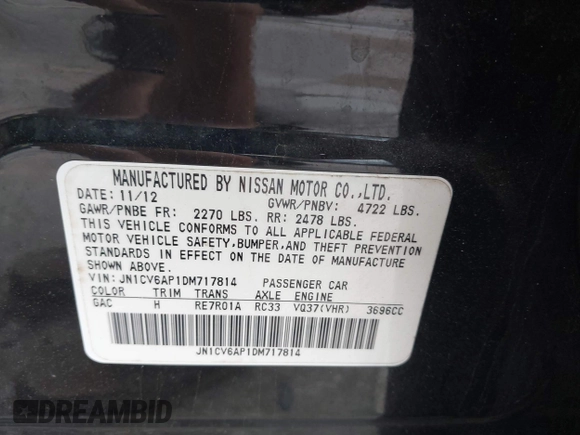 MANUFACTURED BY NISSAN MOTOR CO.,LTD.
DATE: 11/12 GVWR/PNBV: 4722 LBS.
GAWR/PNBE FR: 2270 LBS. RR: 2478 LBS.
THIS VEHICLE CONFORMS TO ALL APPLICABLE FEDERAL
MOTOR VEHICLE SAFETY,BUMPER,AND THEFT PREVENTION
STANDARDS IN EFFECT ON THE DATE OF MANUFACTURE
SHOWN ABOVE.
VIN: JN1CV6AP1DM717814 PASSENGER CAR
COLOR TRIM TRANS AXLE ENGINE
GAC H RE7R01A RC33 VQ37(VHR) 3696CC
JN1CV6AP1DM717814
DREAMBID